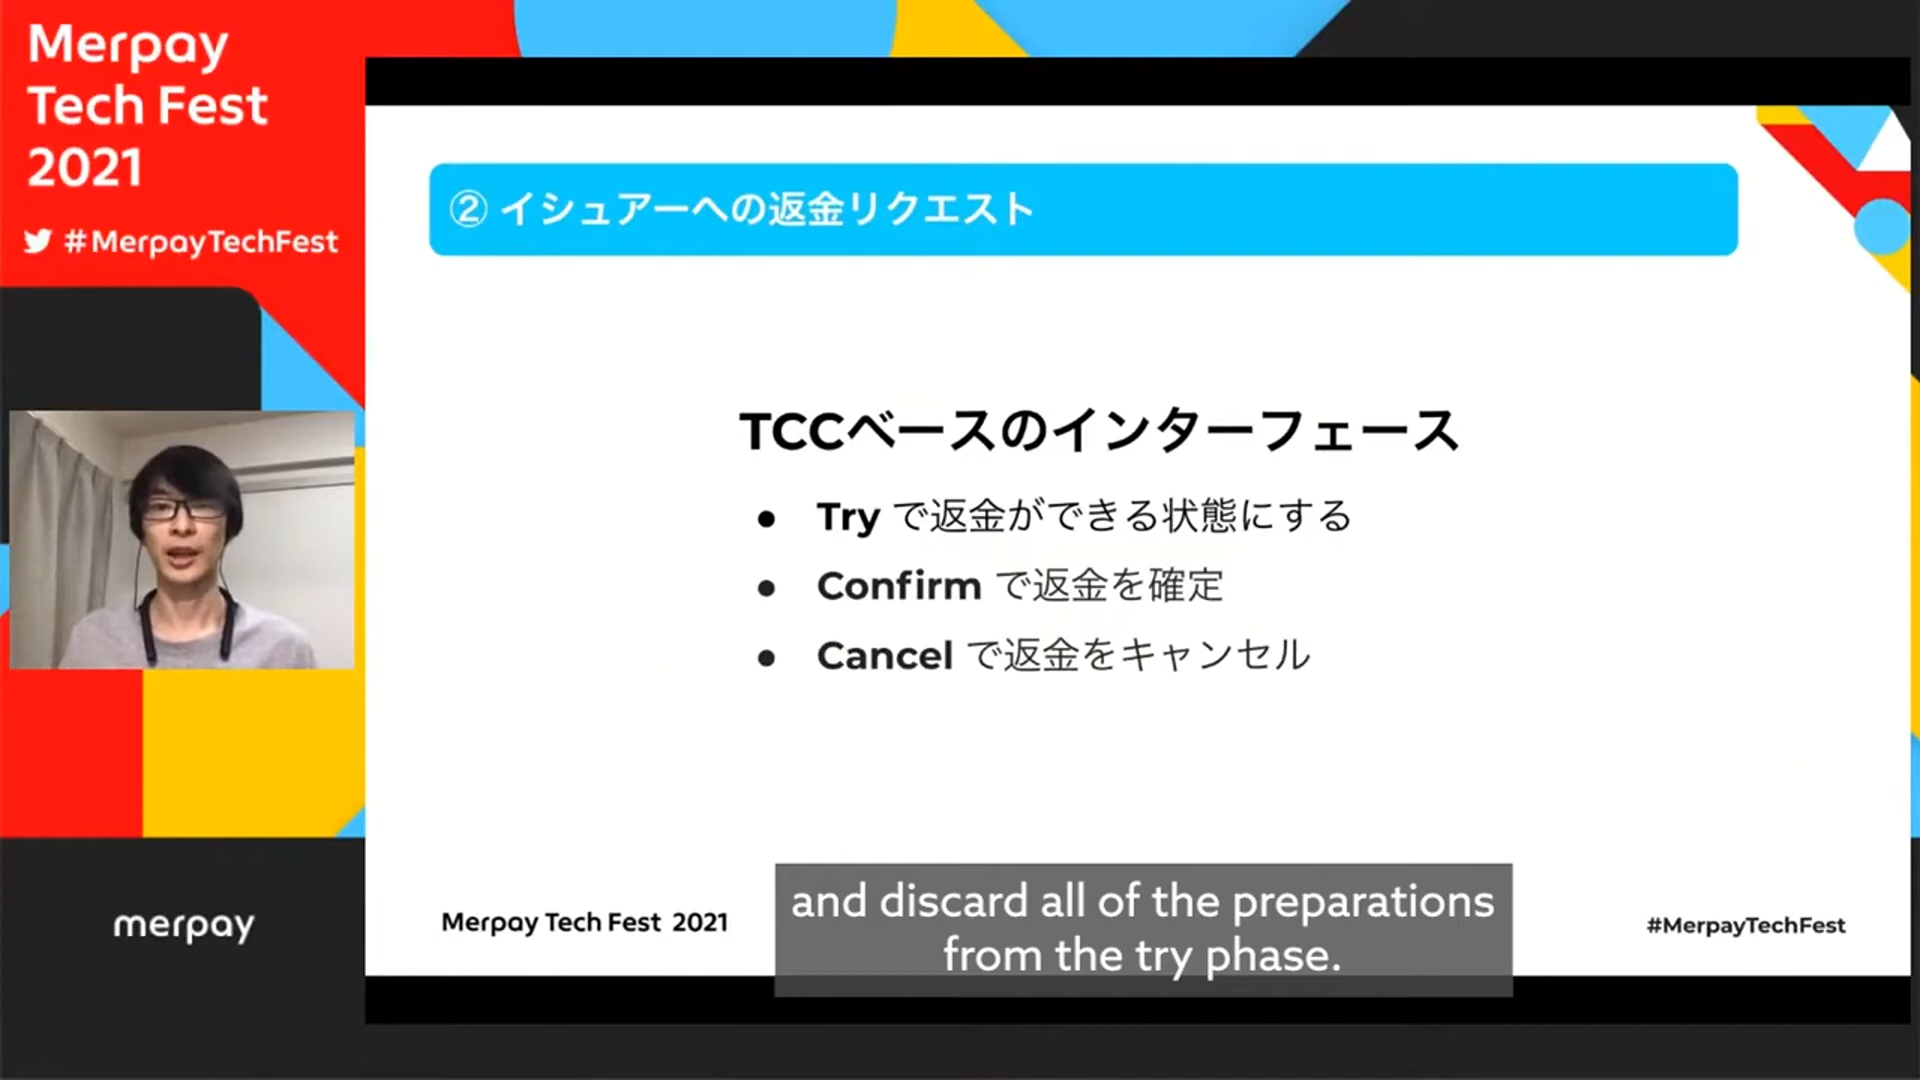 Merpay
Tech Fest
2021
#MerpayTechFest
② イシュアーへの返金リクエスト
TCCベースのインターフェース
● Try で返金ができる状態にする
● Confirm で返金を確定
● Cancel で返金をキャンセル
merpay
Merpay Tech Fest 2021
and discard all of the preparations
from the try phase.
#MerpayTechFest